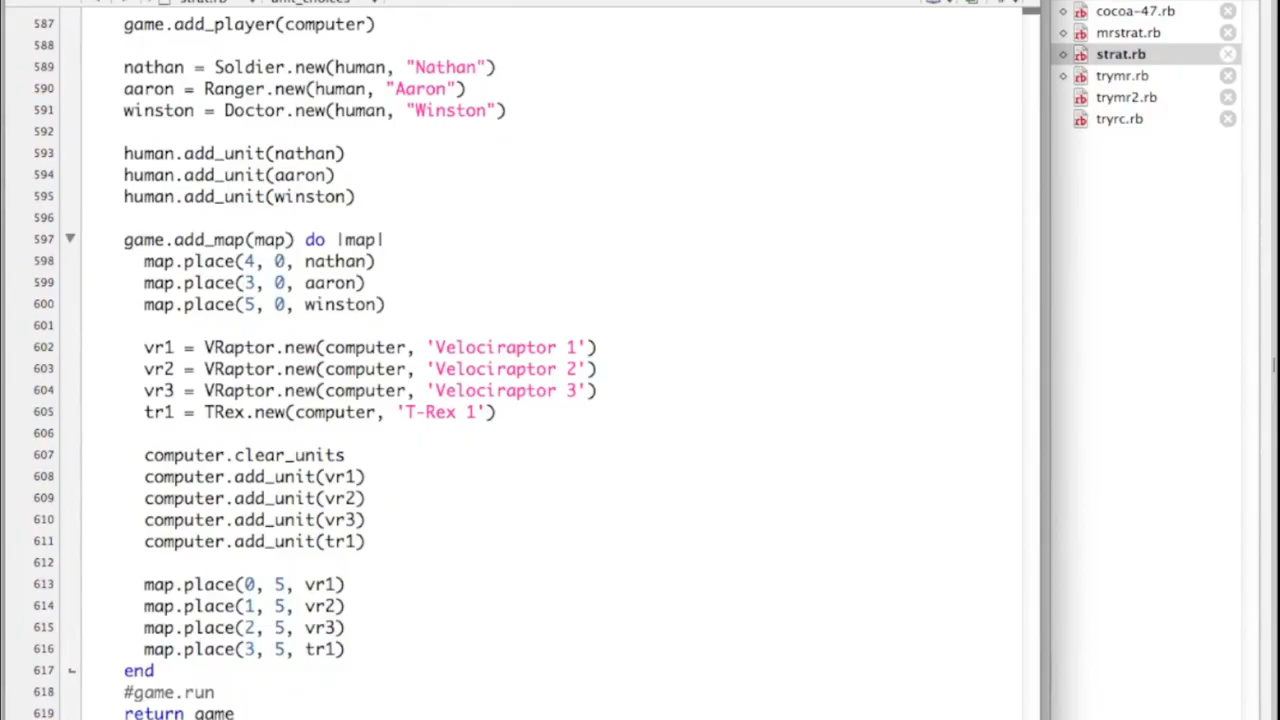 strat.rb unit_choices
587 game.add_player(computer)
588
589 nathan = Soldier.new(human, "Nathan")
590 aaron = Ranger.new(human, "Aaron")
591 winston = Doctor.new(human, "Winston")
592
593 human.add_unit(nathan)
594 human.add_unit(aaron)
595 human.add_unit(winston)
596
597 game.add_map(map) do |map|
598 map.place(4, 0, nathan)
599 map.place(3, 0, aaron)
600 map.place(5, 0, winston)
601
602 vr1 = VRaptor.new(computer, 'Velociraptor 1')
603 vr2 = VRaptor.new(computer, 'Velociraptor 2')
604 vr3 = VRaptor.new(computer, 'Velociraptor 3')
605 tr1 = TRex.new(computer, 'T-Rex 1')
606
607 computer.clear_units
608 computer.add_unit(vr1)
609 computer.add_unit(vr2)
610 computer.add_unit(vr3)
611 computer.add_unit(tr1)
612
613 map.place(0, 5, vr1)
614 map.place(1, 5, vr2)
615 map.place(2, 5, vr3)
616 map.place(3, 5, tr1)
617 end
618 #game.run
619 return game
cocoa-47.rb
mrstrat.rb
strat.rb
trymr.rb
trymr2.rb
tryrc.rb